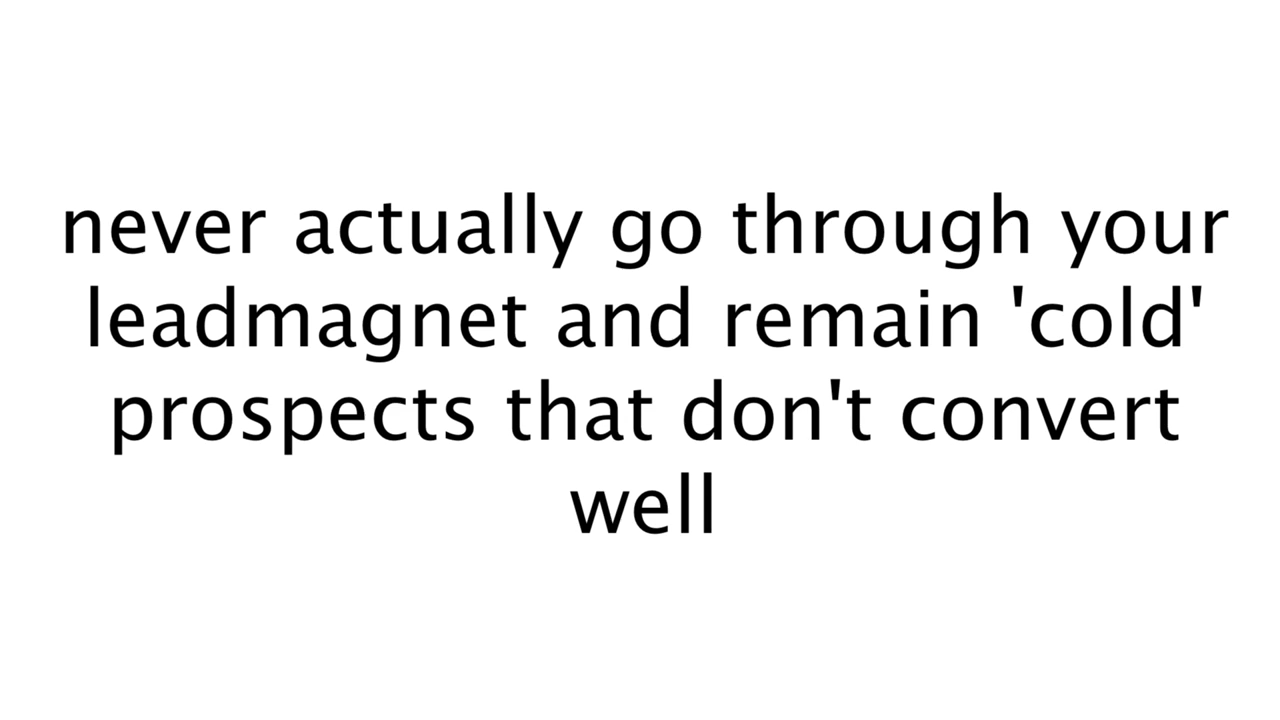 never actually go through your
leadmagnet and remain 'cold'
prospects that don't convert
well